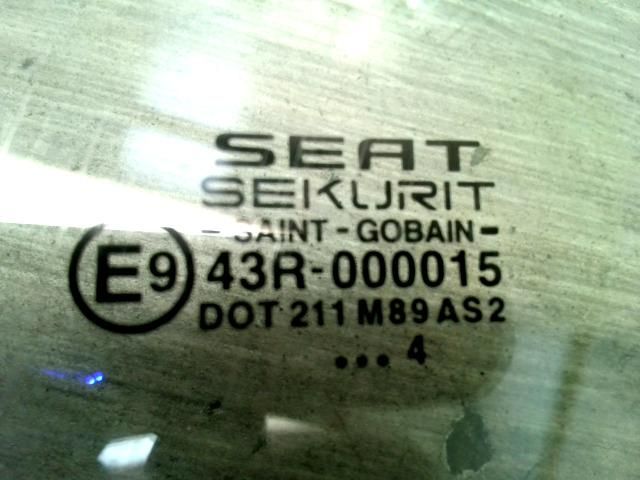 SEAT
SEKURIT
- SAINT - GOBAIN -
E9 43R-000015
DOT 211 M89 AS2
... 4